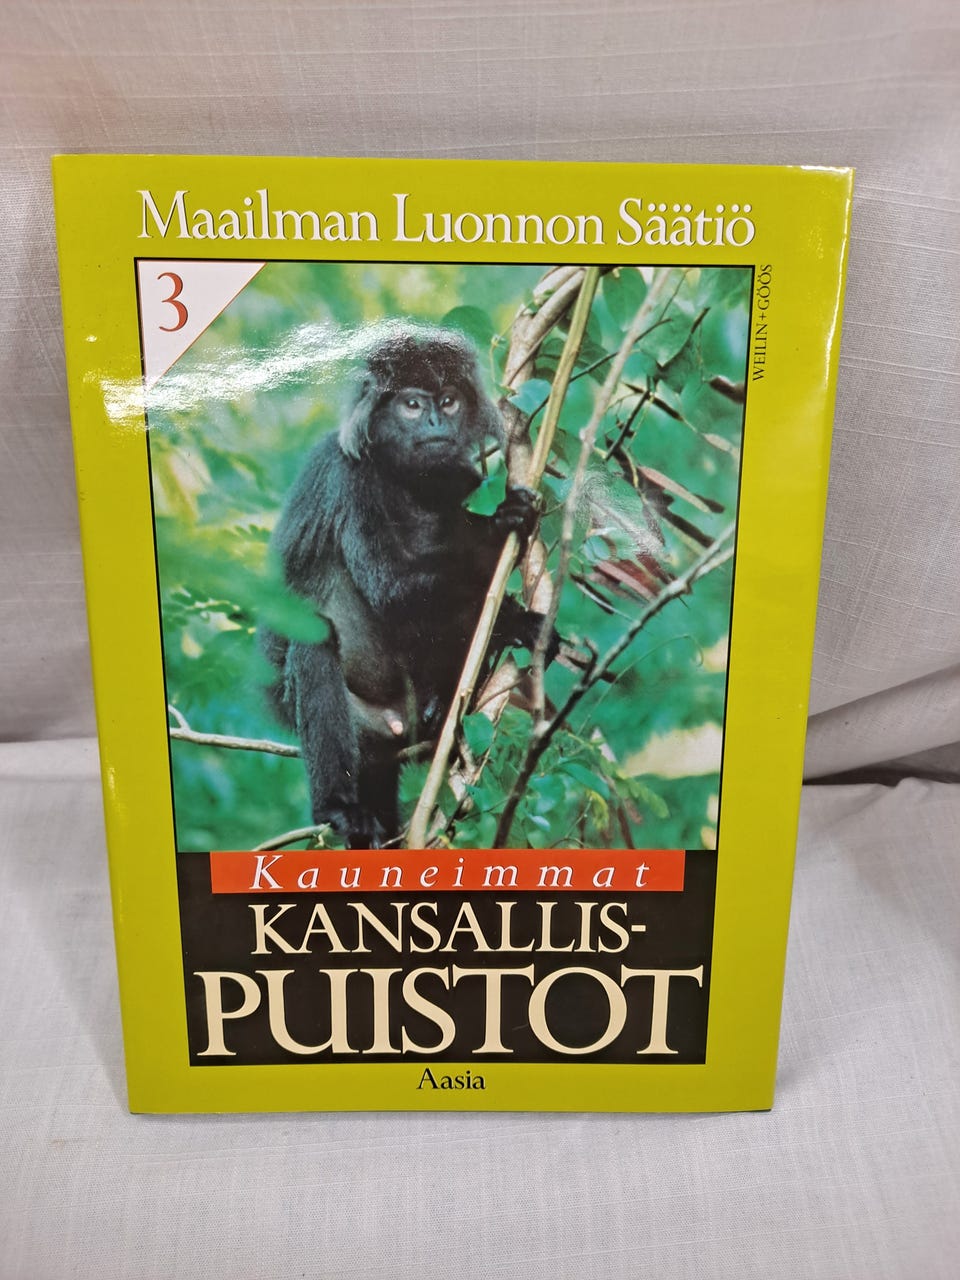 Maailman Luonnon Säätiö
3
WEILIN+GÖÖS
Kauneimmat
KANSALLIS-
PUISTOT
Aasia